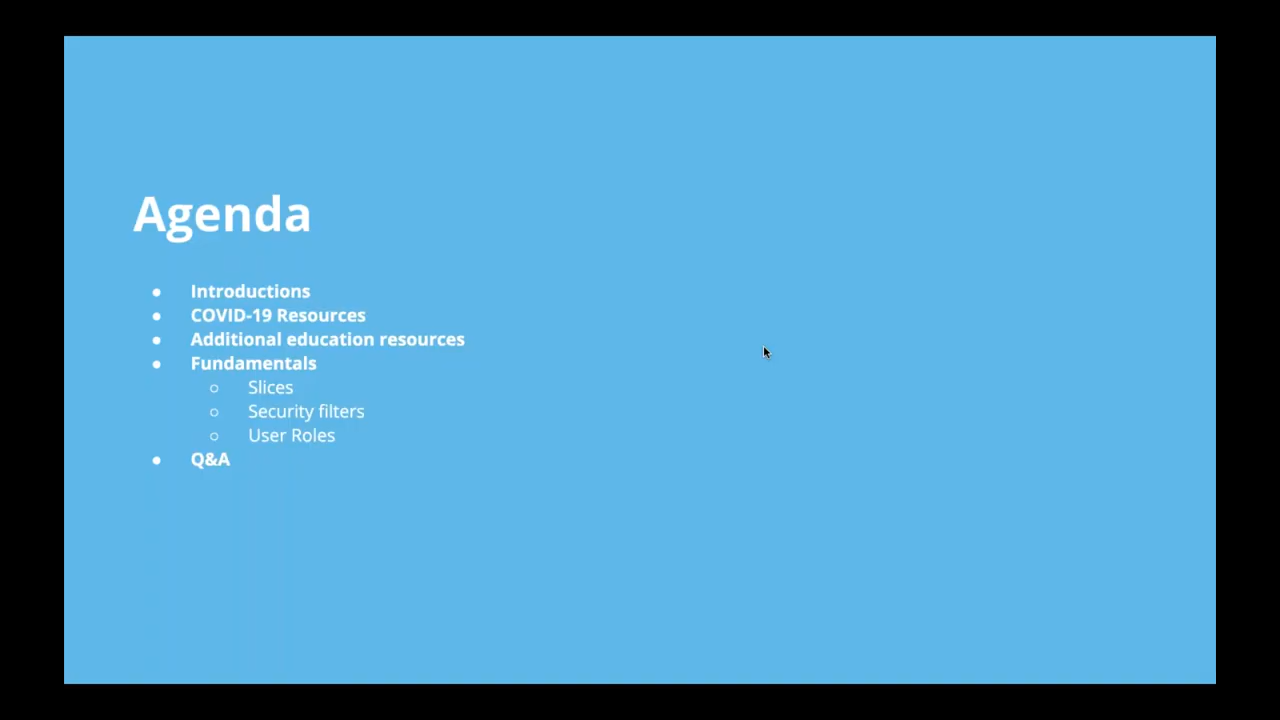 Agenda
● Introductions
● COVID-19 Resources
● Additional education resources
● Fundamentals
○ Slices
○ Security filters
○ User Roles
● Q&A